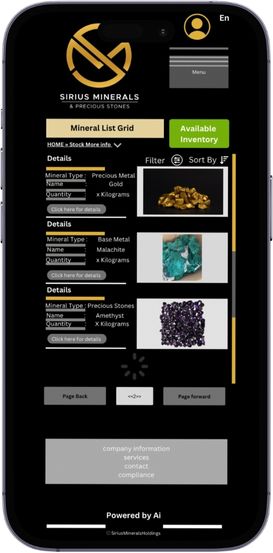 En
SIRIUS MINERALS
& PRECIOUS STONES
Menu
Mineral List Grid
Available
Inventory
HOME » Stock More info
Details
Filter
Sort By
Mineral Type : Precious Metal
Name Gold
Quantity x Kilograms
Click here for details
Details
Mineral Type : Base Metal
Name Malachite
Quantity x Kilograms
Click here for details
Details
Mineral Type : Precious Stones
Name Amethyst
Quantity X Kilograms
Click here for details
Page Back
<<2>>
Page forward
company information
services
contact
compliance
Powered by Ai
©SiriusMineralsHoldings